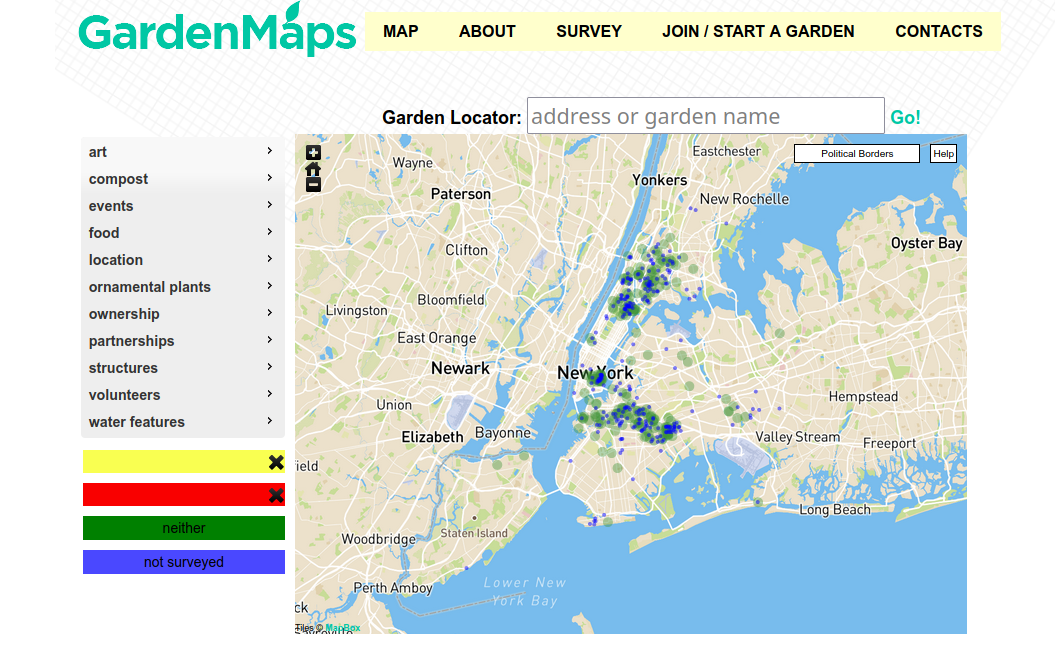 GardenMaps
MAP ABOUT SURVEY JOIN / START A GARDEN CONTACTS
Garden Locator: address or garden name Go!
art
compost
events
food
location
ornamental plants
ownership
partnerships
structures
volunteers
water features
neither
not surveyed
Political Borders
Help
Eastchester
Wayne
Yonkers
Paterson
New Rochelle
Oyster Bay
Clifton
Bloomfield
Livingston
East Orange
Newark
New York
Hempstead
Union
Elizabeth
Bayonne
Valley Stream
Freeport
ield
Long Beach
Staten Island
Woodbridge
Lower New
York Bay
Perth Amboy
ck
Tiles © MapBox